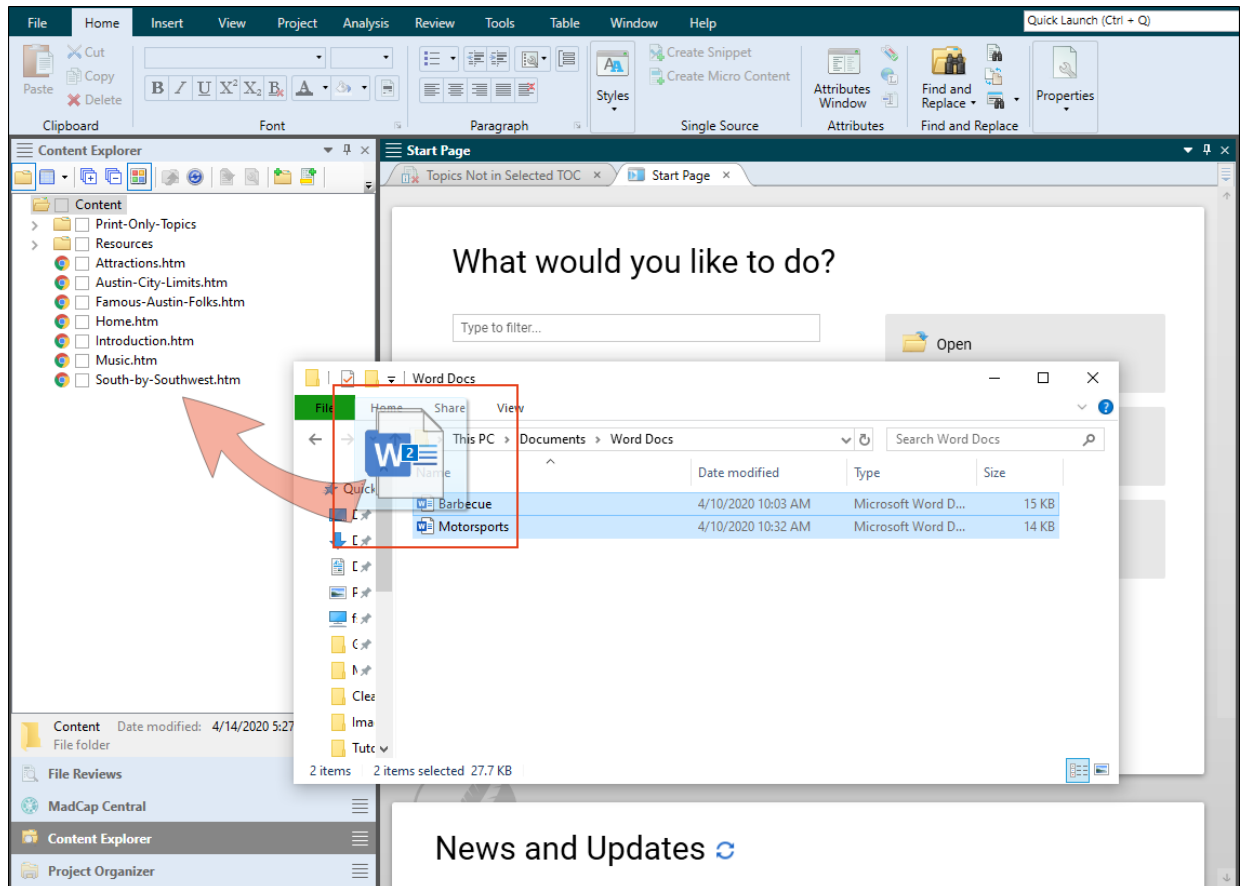 File Home Insert View Project Analysis Review Tools Table Window Help Quick Launch (Ctrl + Q)
Paste
Cut
Copy
Delete
Clipboard
B I U X² X₂ B A
Font
Paragraph
Styles
Create Snippet
Create Micro Content
Single Source
Attributes
Window
Attributes
Find and
Replace
Find and Replace
Properties
Content Explorer
Content
Print-Only-Topics
Resources
Attractions.htm
Austin-City-Limits.htm
Famous-Austin-Folks.htm
Home.htm
Introduction.htm
Music.htm
South-by-Southwest.htm
Start Page
Topics Not in Selected TOC × Start Page ×
What would you like to do?
Type to filter...
Open
Word Docs
File Home Share View
This PC > Documents > Word Docs
Search Word Docs
Name Date modified Type Size
W 2
Quick
Barbecue 4/10/2020 10:03 AM Microsoft Word D... 15 KB
Motorsports 4/10/2020 10:32 AM Microsoft Word D... 14 KB
Clea
Ima
Tuto
2 items 2 items selected 27.7 KB
Content Date modified: 4/14/2020 5:27
File folder
File Reviews
MadCap Central
Content Explorer
Project Organizer
News and Updates